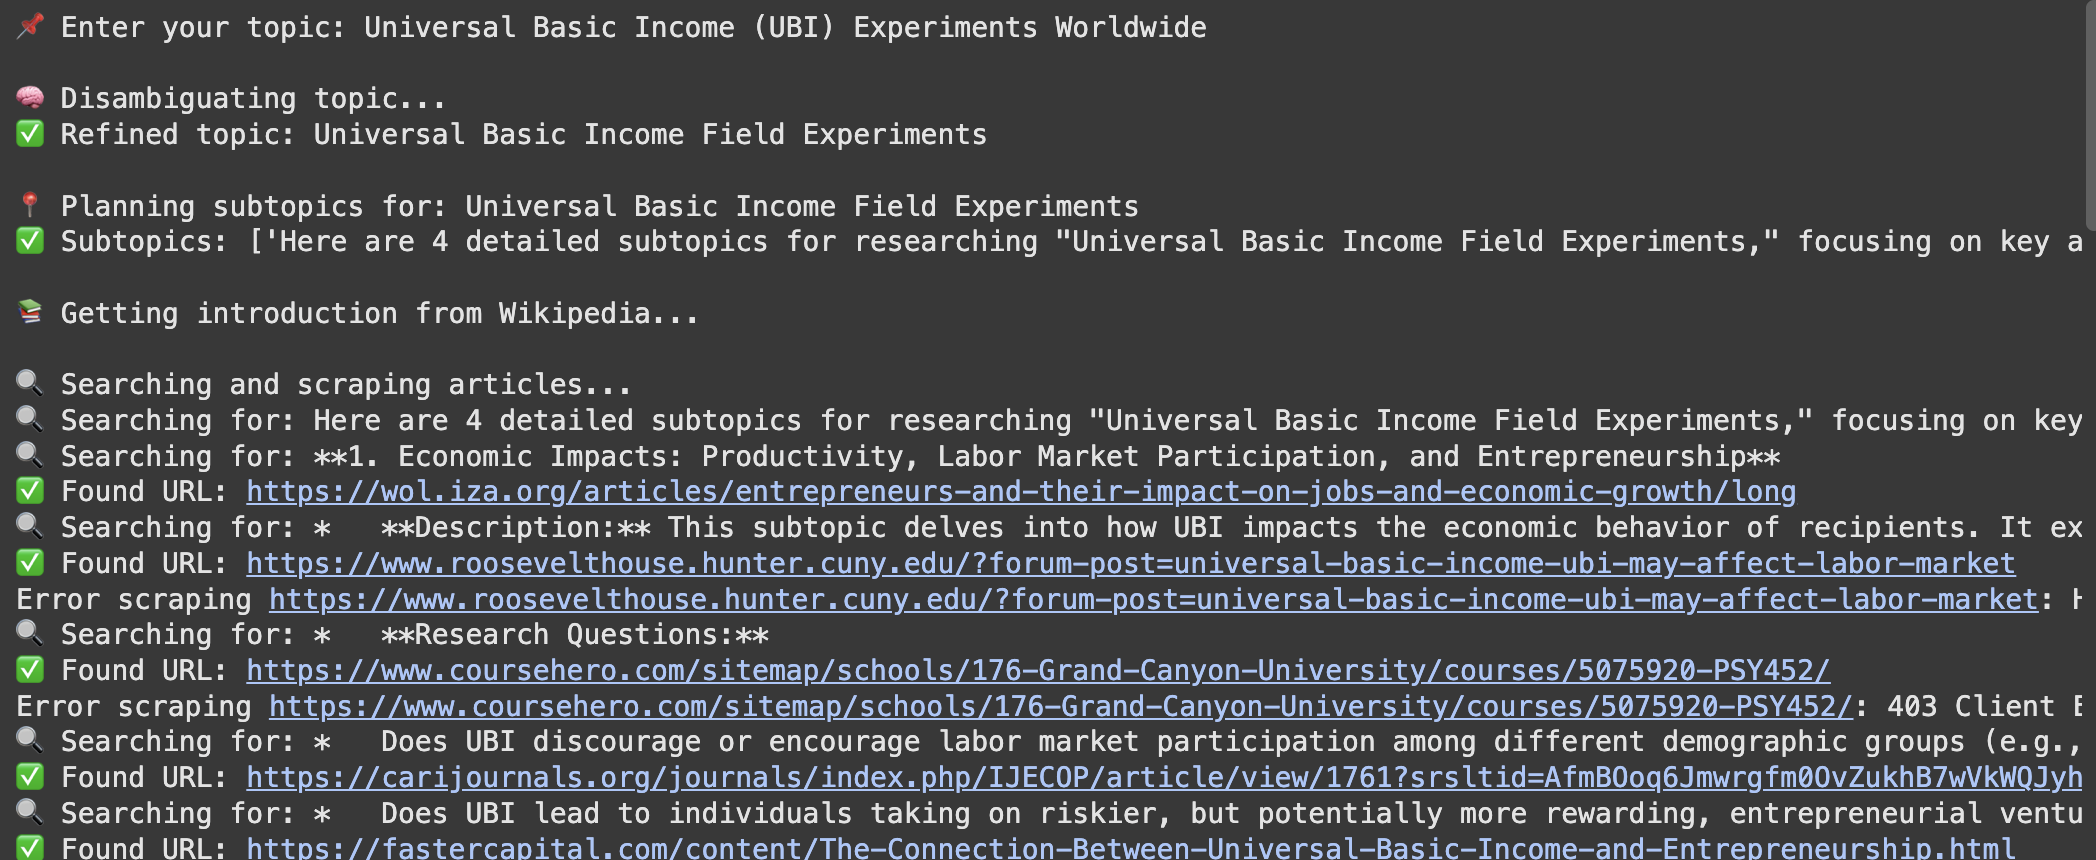 📌 Enter your topic: Universal Basic Income (UBI) Experiments Worldwide
🧠 Disambiguating topic...
✅ Refined topic: Universal Basic Income Field Experiments
📍 Planning subtopics for: Universal Basic Income Field Experiments
✅ Subtopics: ['Here are 4 detailed subtopics for researching "Universal Basic Income Field Experiments," focusing on key a
📚 Getting introduction from Wikipedia...
🔍 Searching and scraping articles...
🔍 Searching for: Here are 4 detailed subtopics for researching "Universal Basic Income Field Experiments," focusing on key
🔍 Searching for: **1. Economic Impacts: Productivity, Labor Market Participation, and Entrepreneurship**
✅ Found URL: https://wol.iza.org/articles/entrepreneurs-and-their-impact-on-jobs-and-economic-growth/long
🔍 Searching for: *   **Description:** This subtopic delves into how UBI impacts the economic behavior of recipients. It ex
✅ Found URL: https://www.roosevelthouse.hunter.cuny.edu/?forum-post=universal-basic-income-ubi-may-affect-labor-market
Error scraping https://www.roosevelthouse.hunter.cuny.edu/?forum-post=universal-basic-income-ubi-may-affect-labor-market:
🔍 Searching for: *   **Research Questions:**
✅ Found URL: https://www.coursehero.com/sitemap/schools/176-Grand-Canyon-University/courses/5075920-PSY452/
Error scraping https://www.coursehero.com/sitemap/schools/176-Grand-Canyon-University/courses/5075920-PSY452/: 403 Client
🔍 Searching for: *   Does UBI discourage or encourage labor market participation among different demographic groups (e.g.,
✅ Found URL: https://carijournals.org/journals/index.php/IJECOP/article/view/1761?srsltid=AfmBOoq6Jmwrgfm0OvZukhB7wVkWQJyh
🔍 Searching for: *   Does UBI lead to individuals taking on riskier, but potentially more rewarding, entrepreneurial ventu
✅ Found URL: https://fastercapital.com/content/The-Connection-Between-Universal-Basic-Income-and-Entrepreneurship.html